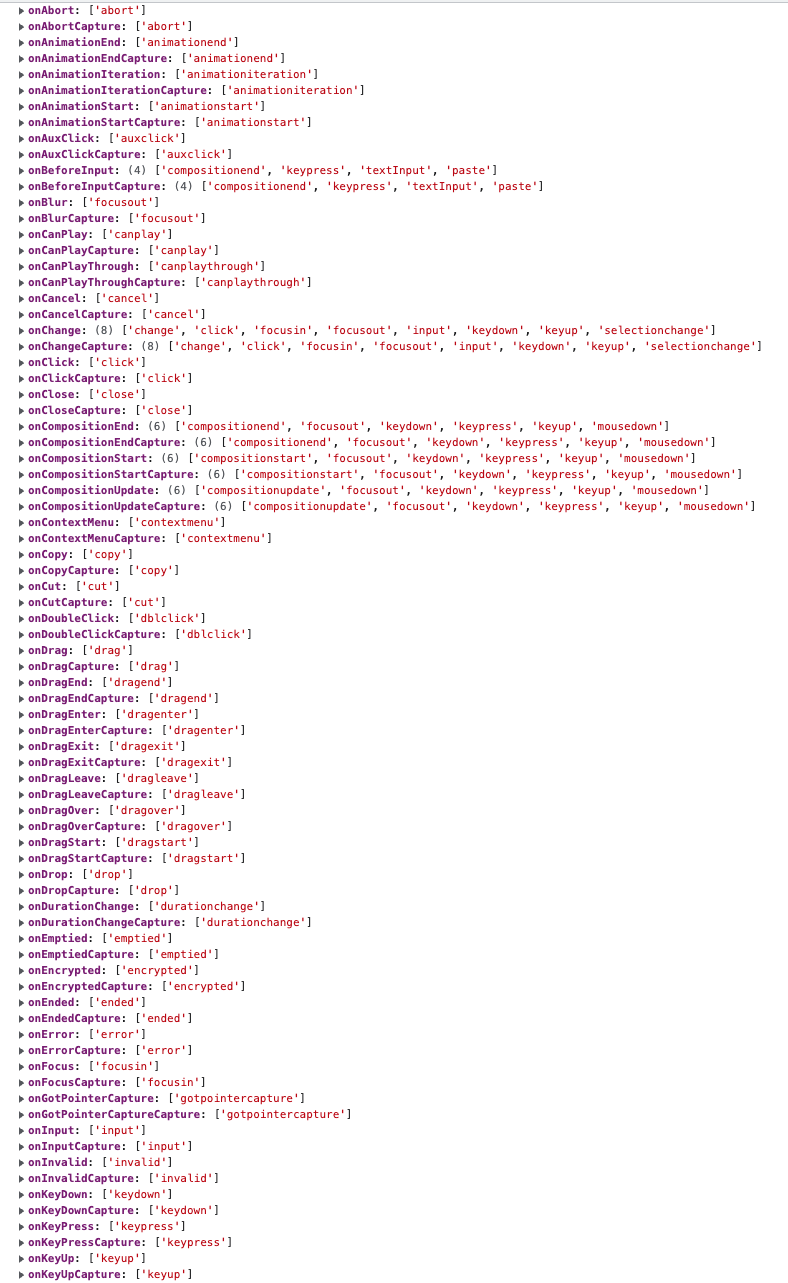 onAbort: ['abort']
onAbortCapture: ['abort']
onAnimationEnd: ['animationend']
onAnimationEndCapture: ['animationend']
onAnimationIteration: ['animationiteration']
onAnimationIterationCapture: ['animationiteration']
onAnimationStart: ['animationstart']
onAnimationStartCapture: ['animationstart']
onAuxClick: ['auxclick']
onAuxClickCapture: ['auxclick']
onBeforeInput: (4) ['compositionend', 'keypress', 'textInput', 'paste']
onBeforeInputCapture: (4) ['compositionend', 'keypress', 'textInput', 'paste']
onBlur: ['focusout']
onBlurCapture: ['focusout']
onCanPlay: ['canplay']
onCanPlayCapture: ['canplay']
onCanPlayThrough: ['canplaythrough']
onCanPlayThroughCapture: ['canplaythrough']
onCancel: ['cancel']
onCancelCapture: ['cancel']
onChange: (8) ['change', 'click', 'focusin', 'focusout', 'input', 'keydown', 'keyup', 'selectionchange']
onChangeCapture: (8) ['change', 'click', 'focusin', 'focusout', 'input', 'keydown', 'keyup', 'selectionchange']
onClick: ['click']
onClickCapture: ['click']
onClose: ['close']
onCloseCapture: ['close']
onCompositionEnd: (6) ['compositionend', 'focusout', 'keydown', 'keypress', 'keyup', 'mousedown']
onCompositionEndCapture: (6) ['compositionend', 'focusout', 'keydown', 'keypress', 'keyup', 'mousedown']
onCompositionStart: (6) ['compositionstart', 'focusout', 'keydown', 'keypress', 'keyup', 'mousedown']
onCompositionStartCapture: (6) ['compositionstart', 'focusout', 'keydown', 'keypress', 'keyup', 'mousedown']
onCompositionUpdate: (6) ['compositionupdate', 'focusout', 'keydown', 'keypress', 'keyup', 'mousedown']
onCompositionUpdateCapture: (6) ['compositionupdate', 'focusout', 'keydown', 'keypress', 'keyup', 'mousedown']
onContextMenu: ['contextmenu']
onContextMenuCapture: ['contextmenu']
onCopy: ['copy']
onCopyCapture: ['copy']
onCut: ['cut']
onCutCapture: ['cut']
onDoubleClick: ['dblclick']
onDoubleClickCapture: ['dblclick']
onDrag: ['drag']
onDragCapture: ['drag']
onDragEnd: ['dragend']
onDragEndCapture: ['dragend']
onDragEnter: ['dragenter']
onDragEnterCapture: ['dragenter']
onDragExit: ['dragexit']
onDragExitCapture: ['dragexit']
onDragLeave: ['dragleave']
onDragLeaveCapture: ['dragleave']
onDragOver: ['dragover']
onDragOverCapture: ['dragover']
onDragStart: ['dragstart']
onDragStartCapture: ['dragstart']
onDrop: ['drop']
onDropCapture: ['drop']
onDurationChange: ['durationchange']
onDurationChangeCapture: ['durationchange']
onEmptied: ['emptied']
onEmptiedCapture: ['emptied']
onEncrypted: ['encrypted']
onEncryptedCapture: ['encrypted']
onEnded: ['ended']
onEndedCapture: ['ended']
onError: ['error']
onErrorCapture: ['error']
onFocus: ['focusin']
onFocusCapture: ['focusin']
onGotPointerCapture: ['gotpointercapture']
onGotPointerCaptureCapture: ['gotpointercapture']
onInput: ['input']
onInputCapture: ['input']
onInvalid: ['invalid']
onInvalidCapture: ['invalid']
onKeyDown: ['keydown']
onKeyDownCapture: ['keydown']
onKeyPress: ['keypress']
onKeyPressCapture: ['keypress']
onKeyUp: ['keyup']
onKeyUpCapture: ['keyup']